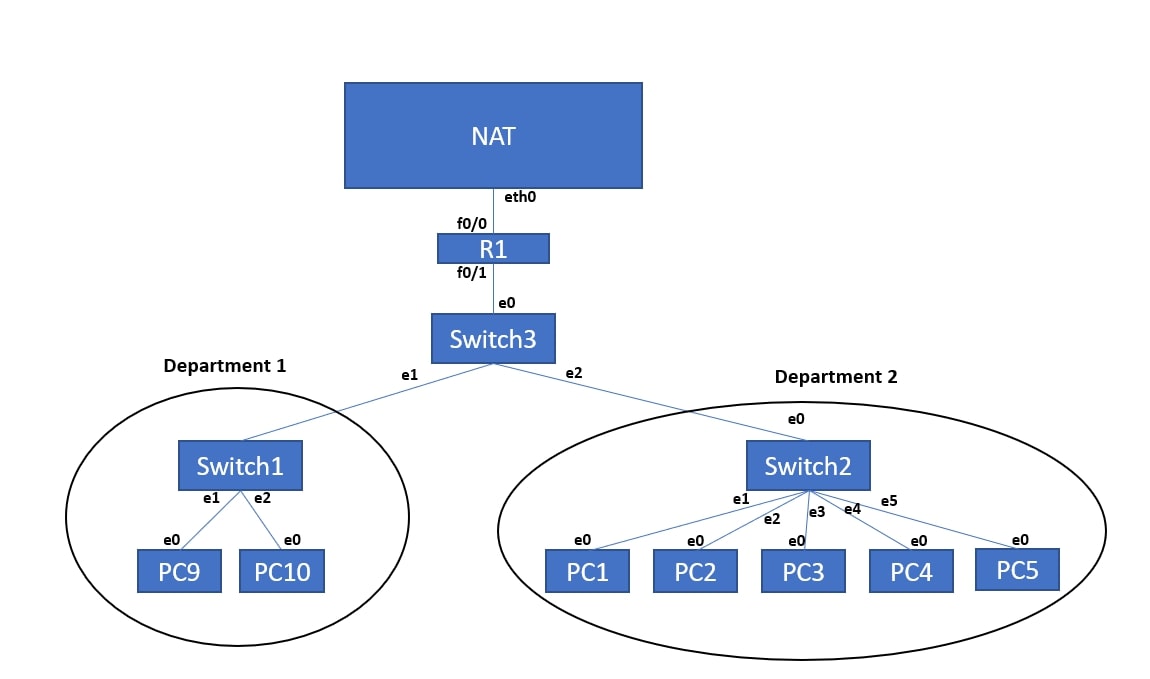 NAT
eth0
f0/0
R1
f0/1
e0
Switch3
Department 1
e1
e2
Department 2
e0
Switch1
Switch2
e1 e2
e1
e2
e3
e4
e5
e0
e0
e0
e0
e0
e0
e0
PC9
PC10
PC1
PC2
PC3
PC4
PC5